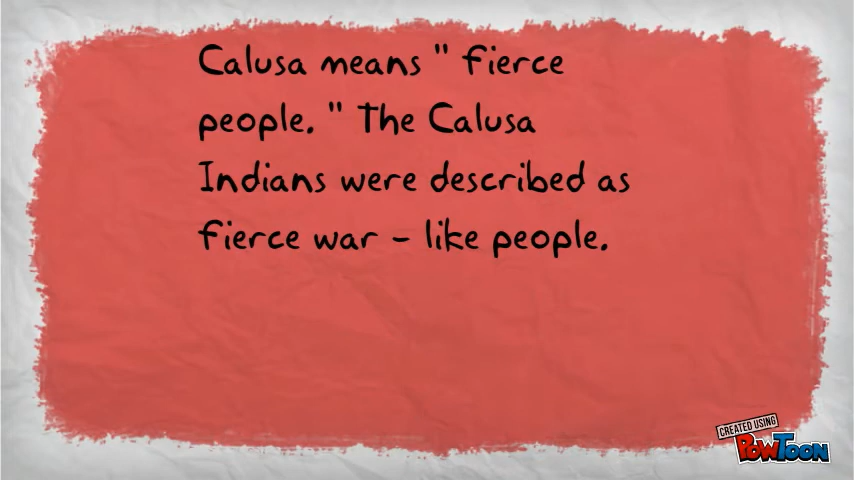 Calusa means " fierce
people. " The Calusa
Indians were described as
fierce war - like people.
CREATED USING
POWTOON